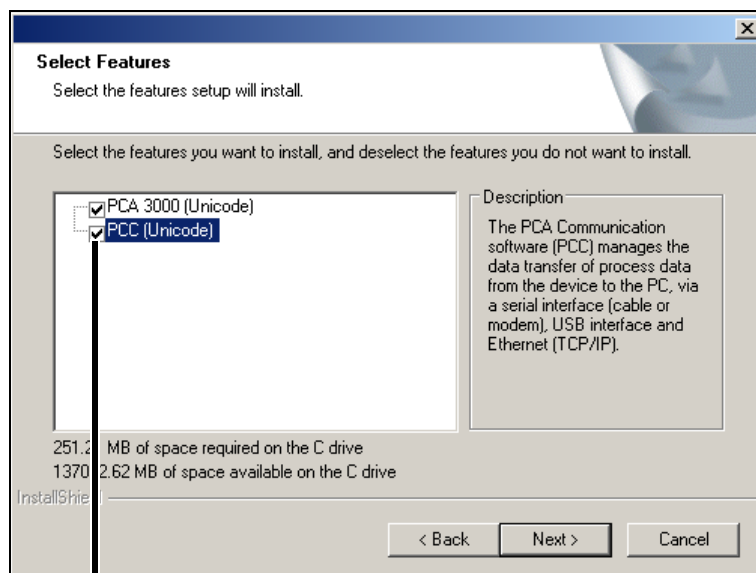 Select Features
Select the features setup will install.
Select the features you want to install, and deselect the features you do not want to install.
PCA 3000 (Unicode)
PCC (Unicode)
Description
The PCA Communication
software (PCC) manages the
data transfer of process data
from the device to the PC, via
a serial interface (cable or
modem), USB interface and
Ethernet (TCP/IP).
MB of space required on the C drive
MB of space available on the C drive
< Back
Next >
Cancel